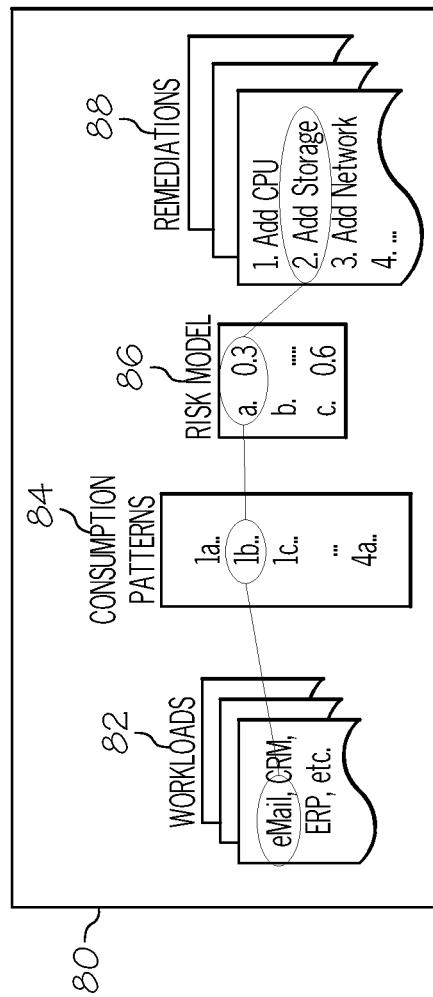 80
82
WORKLOADS
eMail, CRM,
ERP, etc.
84
CONSUMPTION
PATTERNS
1a..
1b..
1c..
...
4a..
86
RISK MODEL
a. 0.3
b. .....
c. 0.6
88
REMEDIATIONS
1. Add CPU
2. Add Storage
3. Add Network
4. ...